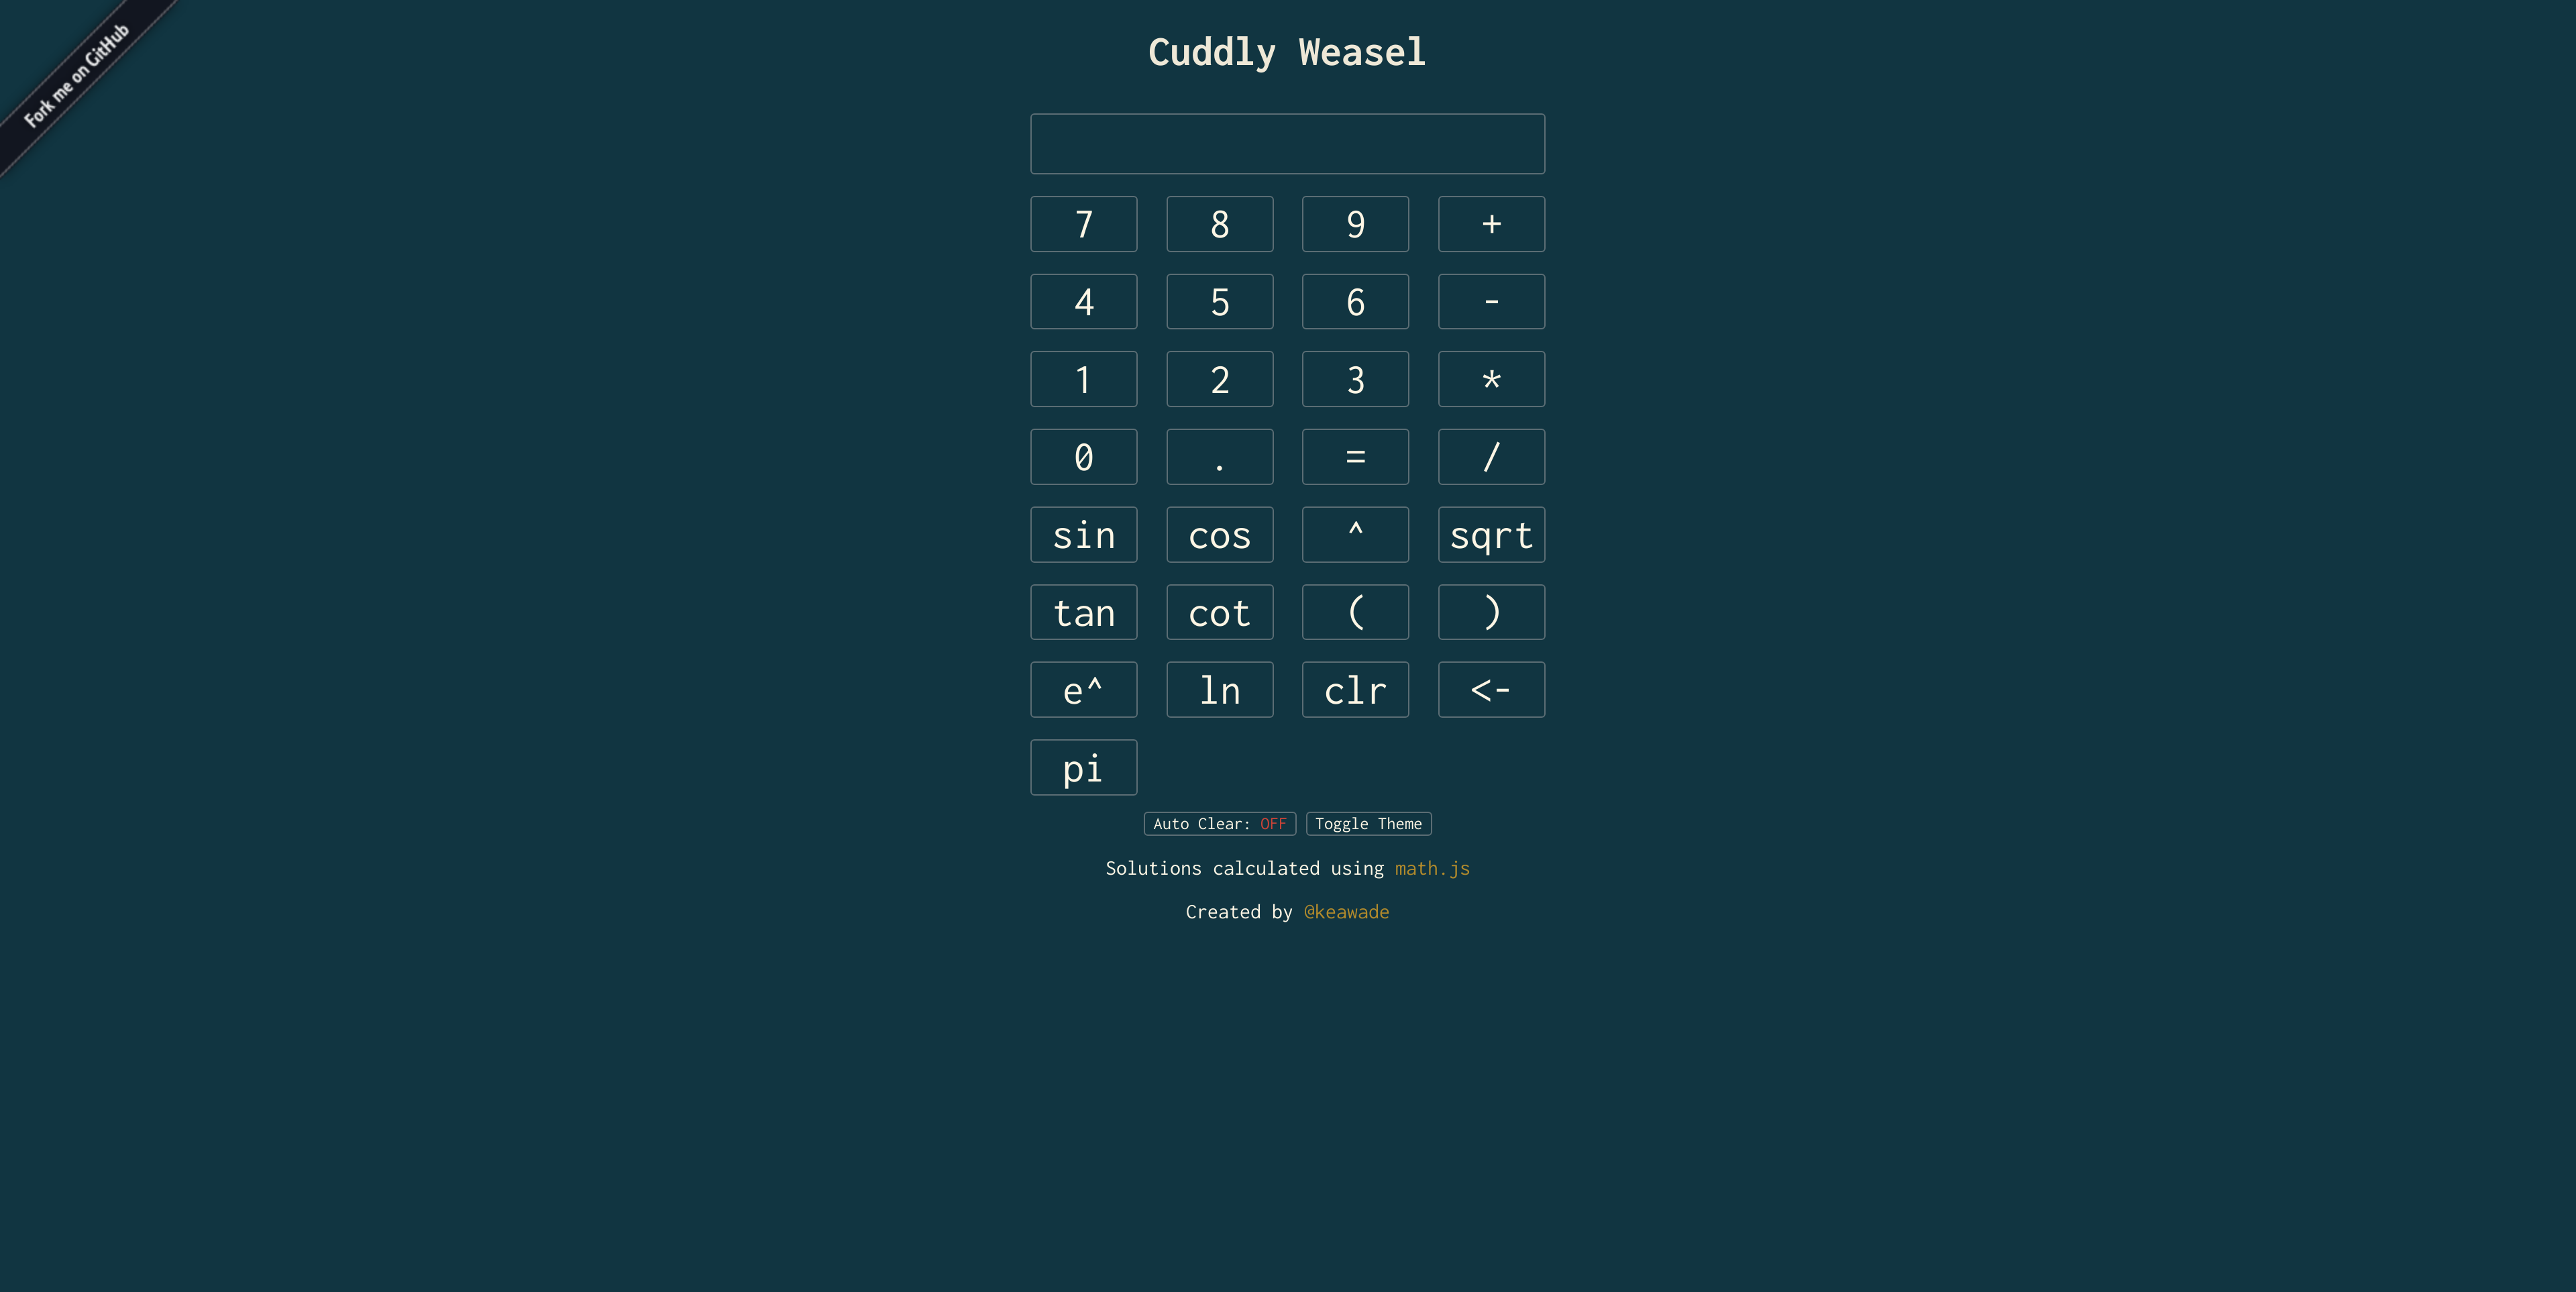 Fork me on GitHub
Cuddly Weasel
7 8 9 +
4 5 6 -
1 2 3 *
0 . = /
sin cos ^ sqrt
tan cot ( )
e^ ln clr <-
pi
Auto Clear: OFF Toggle Theme
Solutions calculated using math.js
Created by @keawade